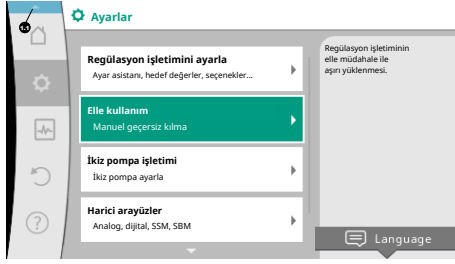 1.1
Ayarlar
Regülasyon işletimini ayarla
Ayar asistanı, hedef değerler, seçenekler...
Elle kullanım
Manuel geçersiz kılma
İkiz pompa işletimi
İkiz pompa ayarla
Harici arayüzler
Analog, dijital, SSM, SBM
Regülasyon işletiminin
elle müdahale ile
aşırı yüklenmesi.
Language